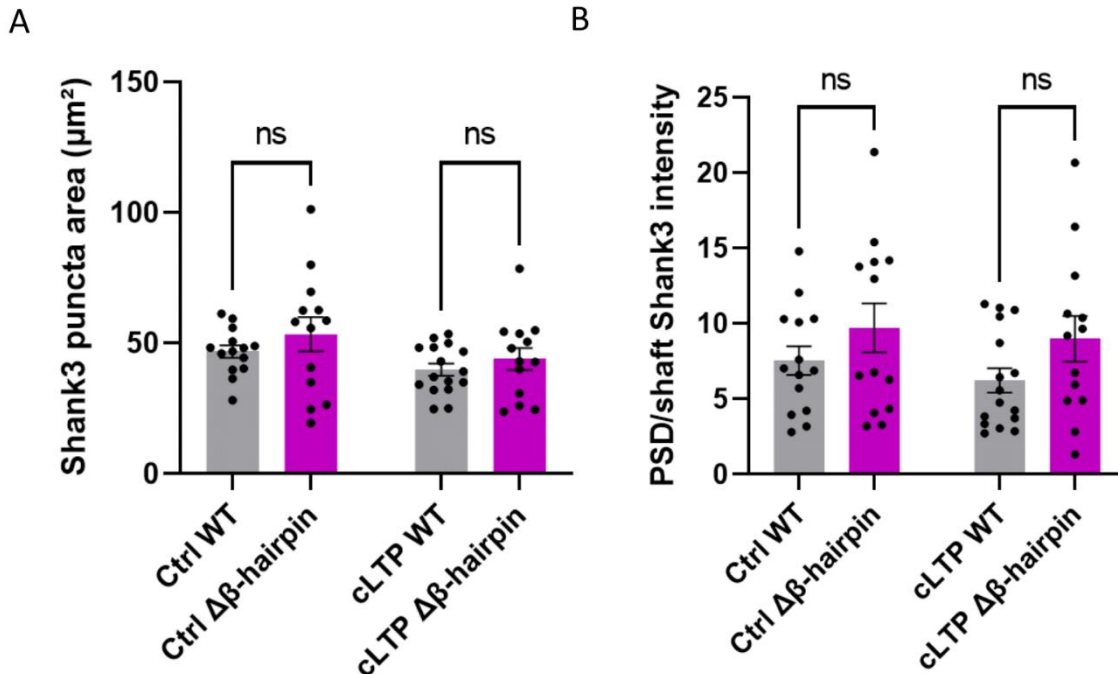 A
B
Shank3 puncta area (μm²)
150
100
50
0
ns
ns
Ctrl WT
Ctrl Δβ-hairpin
cLTP WT
cLTP Δβ-hairpin
PSD/shaft Shank3 intensity
25
20
15
10
5
0
ns
ns
Ctrl WT
Ctrl Δβ-hairpin
cLTP WT
cLTP Δβ-hairpin